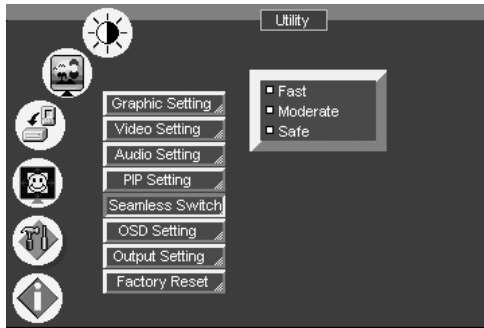 Utility
Graphic Setting
Video Setting
Audio Setting
PIP Setting
Seamless Switch
OSD Setting
Output Setting
Factory Reset
Fast
Moderate
Safe